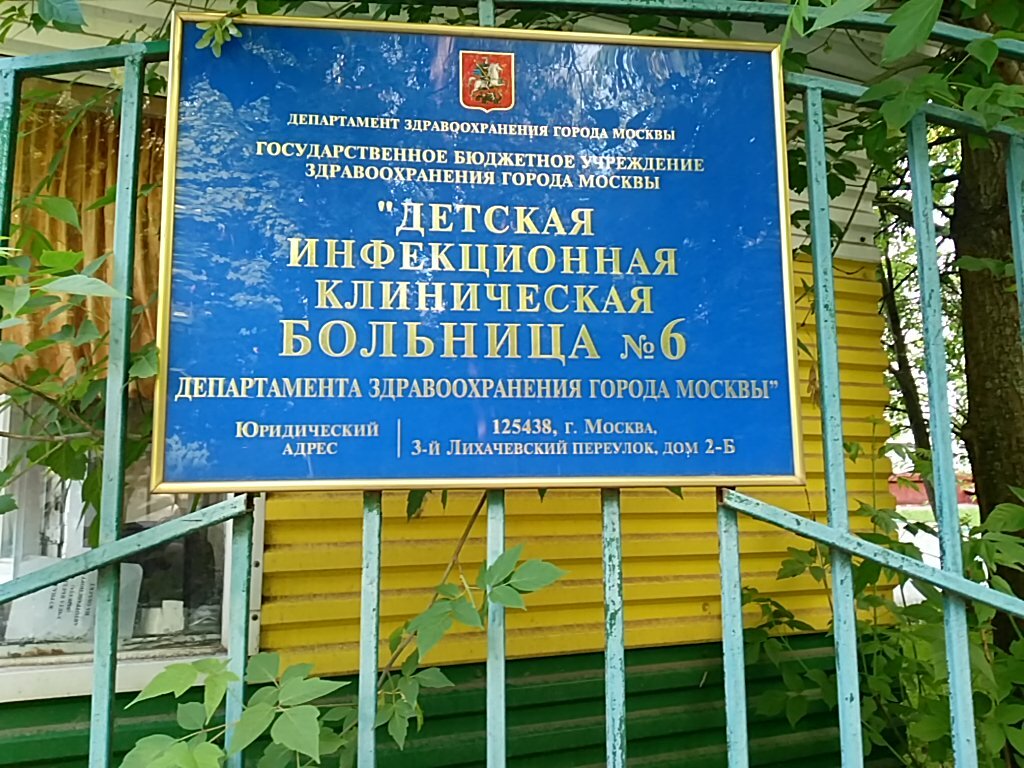 ДЕПАРТАМЕНТ ЗДРАВООХРАНЕНИЯ ГОРОДА МОСКВЫ
ГОСУДАРСТВЕННОЕ БЮДЖЕТНОЕ УЧРЕЖДЕНИЕ
ЗДРАВООХРАНЕНИЯ ГОРОДА МОСКВЫ
"ДЕТСКАЯ
ИНФЕКЦИОННАЯ
КЛИНИЧЕСКАЯ
БОЛЬНИЦА №6
ДЕПАРТАМЕНТА ЗДРАВООХРАНЕНИЯ ГОРОДА МОСКВЫ"
ЮРИДИЧЕСКИЙ
АДРЕС
125438, г. МОСКВА,
3-Й ЛИХАЧЕВСКИЙ ПЕРЕУЛОК, ДОМ 2-Б